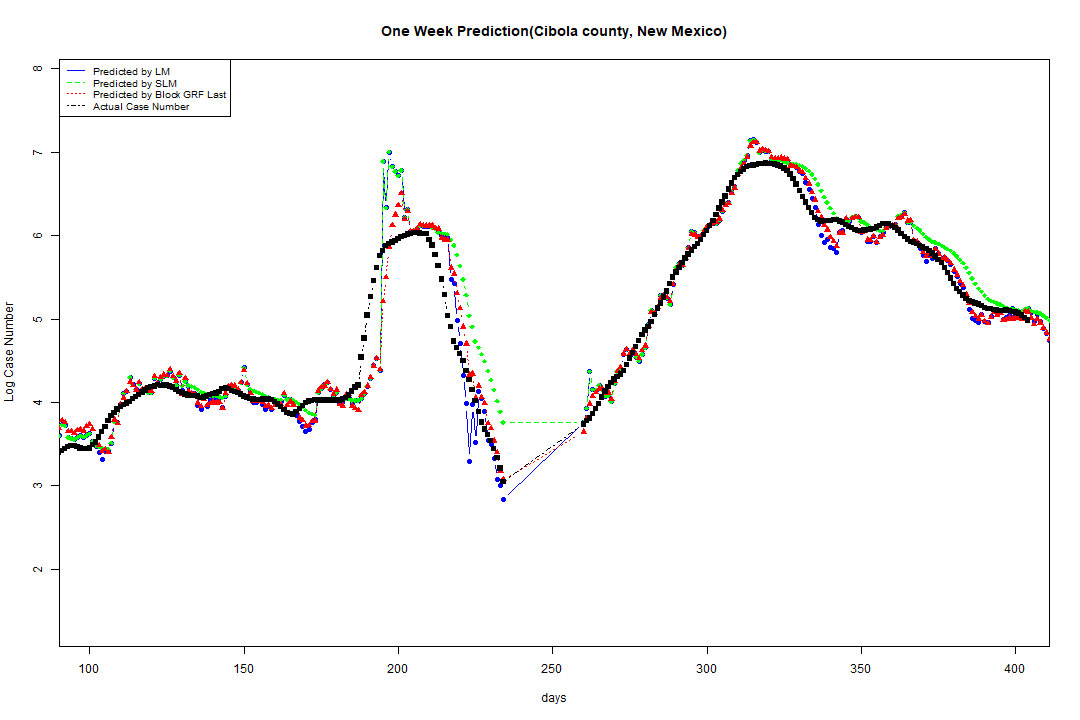 One Week Prediction(Cibola county, New Mexico)
Predicted by LM
Predicted by SLM
Predicted by Block GRF Last
Actual Case Number
Log Case Number
8
7
6
5
4
3
2
100 150 200 250 300 350 400
days